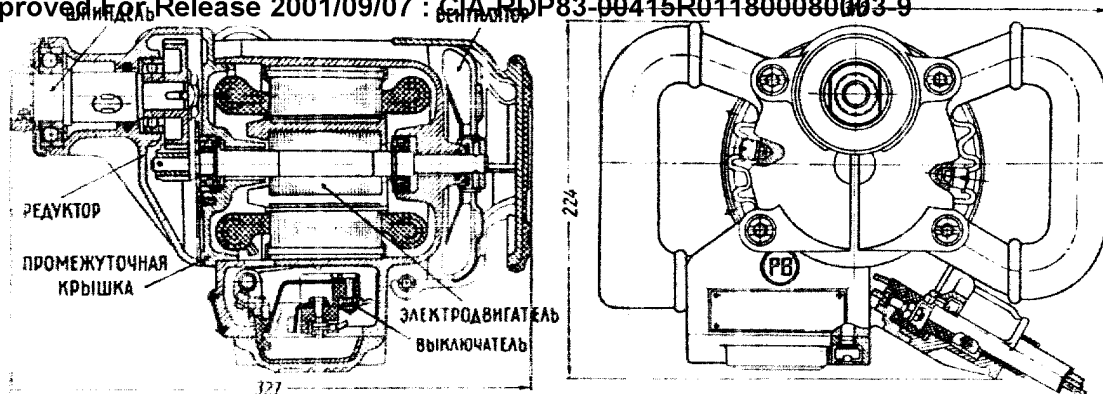 Approved For Release 2001/09/07 : CIA-RDP83-00415R011800080003-9
ШПИНДЕЛЬ
ВЕНТИЛЯТОР
РЕДУКТОР
ПРОМЕЖУТОЧНАЯ
КРЫШКА
ЭЛЕКТРОДВИГАТЕЛЬ
ВЫКЛЮЧАТЕЛЬ
327
224
РВ